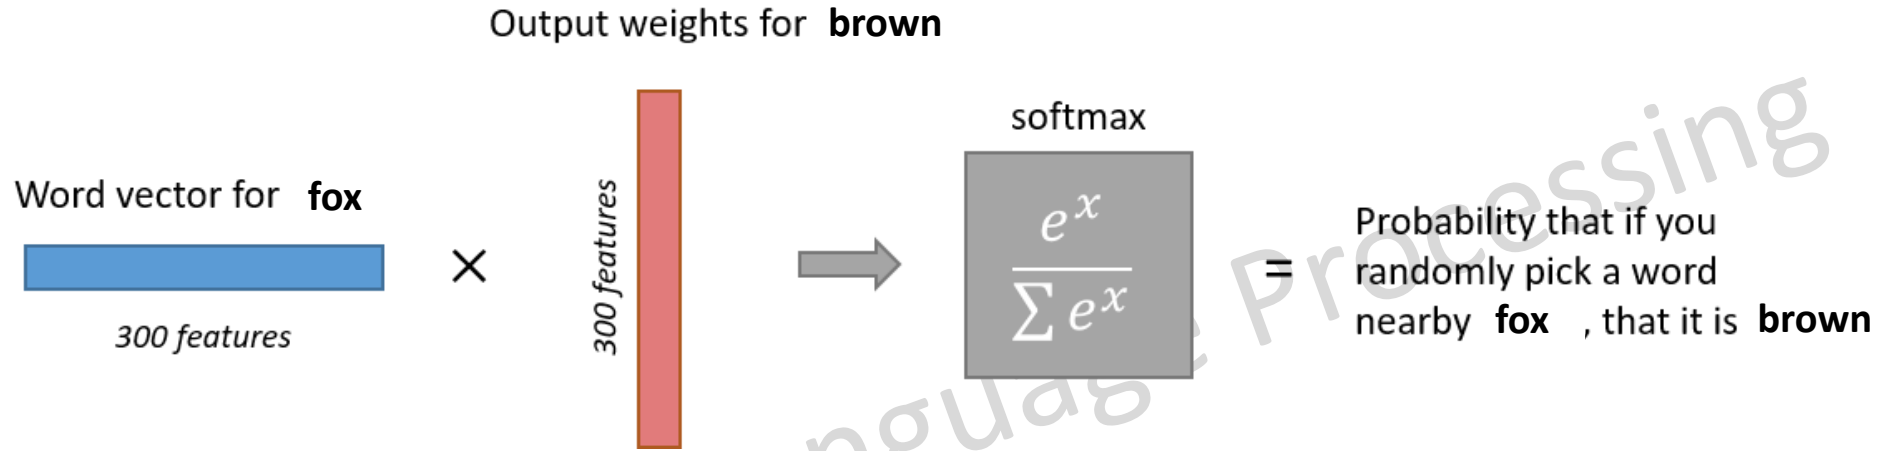 Output weights for brown
softmax
Word vector for fox
×
300 features
300 features
e^x
∑ e^x
=
Probability that if you
randomly pick a word
nearby fox , that it is brown
Processing